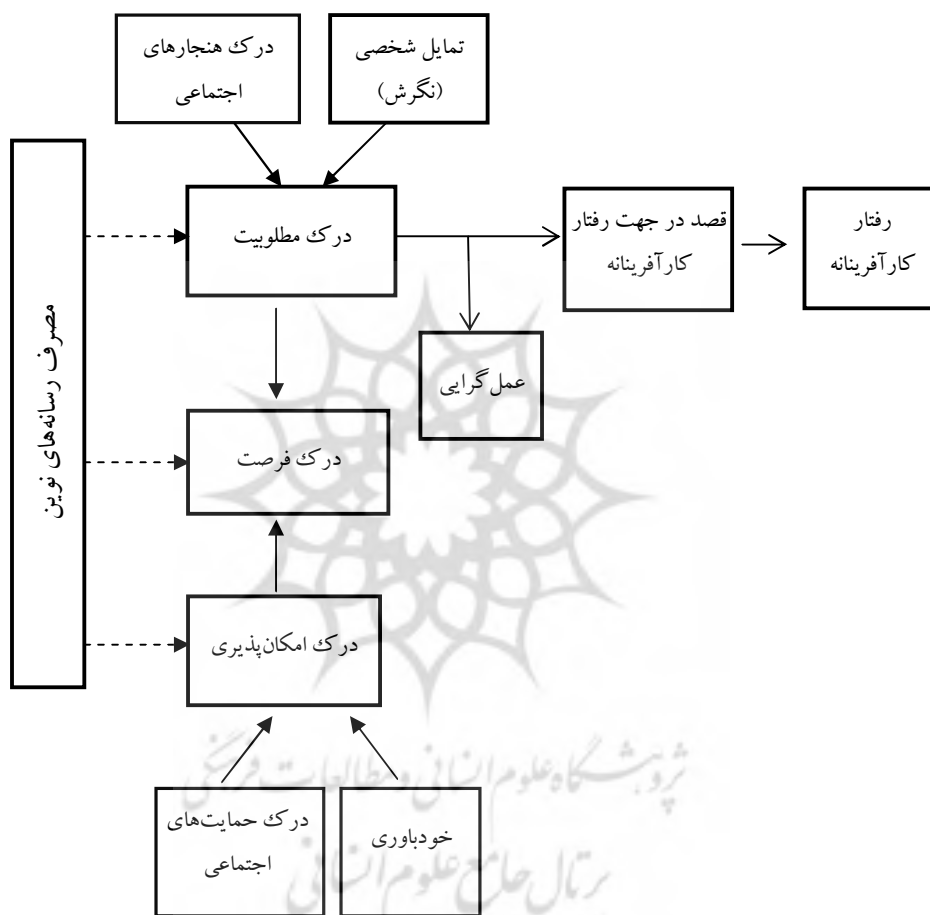 درک هنجارهای
اجتماعی
تمایل شخصی
(نگرش)
مصرف رسانه‌های نوین
درک مطلوبیت
قصد در جهت رفتار
کارآفرینانه
رفتار
کارآفرینانه
عمل‌گرایی
درک فرصت
درک امکان‌پذیری
درک حمایت‌های
اجتماعی
خودباوری
پژوهشگاه علوم انسانی و مطالعات فرهنگی
پرتال جامع علوم انسانی